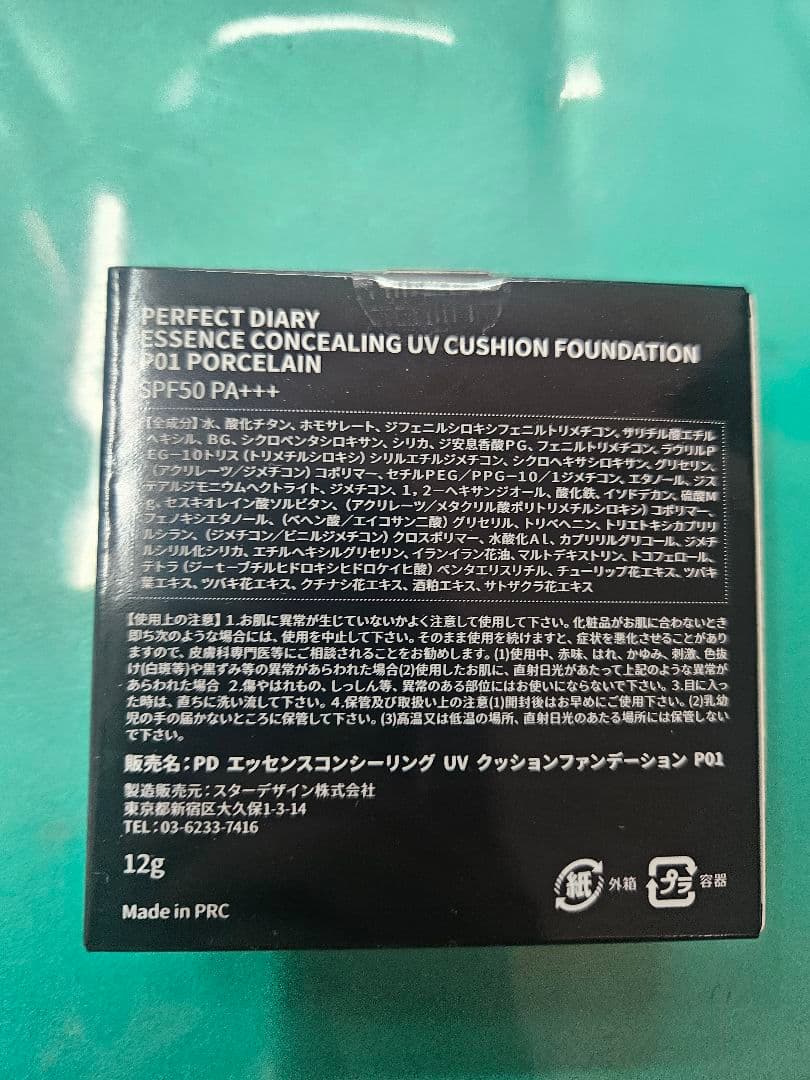 PERFECT DIARY
ESSENCE CONCEALING UV CUSHION FOUNDATION
P01 PORCELAIN
SPF50 PA+++
【全成分】水、酸化チタン、ホモサレート、ジフェニルシロキシフェニルトリメチコン、サリチル酸エチル
ヘキシル、BG、シクロペンタシロキサン、シリカ、ジ安息香酸PG、フェニルトリメチコン、ラウリルP
EG－10トリス(トリメチルシロキシ)シリルエチルジメチコン、シクロヘキサシロキサン、グリセリン、
(アクリレーツ／ジメチコン)コポリマー、セチルPEG／PPG－10／1ジメチコン、エタノール、ジス
テアルジモニウムヘクトライト、ジメチコン、1，2－ヘキサンジオール、酸化鉄、イソドデカン、硫酸M
g、セスキオレイン酸ソルビタン、(アクリレーツ／メタクリル酸ポリトリメチルシロキシ)コポリマー、
フェノキシエタノール、(ベヘン酸／エイコサン二酸)グリセリル、トリベヘニン、トリエトキシカプリリ
ルシラン、(ジメチコン／ビニルジメチコン)クロスポリマー、水酸化AL、カプリリルグリコール、ジメチ
ルシリル化シリカ、エチルヘキシルグリセリン、イランイラン花油、マルトデキストリン、トコフェロール、
テトラ(ジーt－ブチルヒドロキシヒドロケイヒ酸)ペンタエリスリチル、チューリップ花エキス、ツバキ
葉エキス、ツバキ花エキス、クチナシ花エキス、酒粕エキス、サトザクラ花エキス
【使用上の注意】1.お肌に異常が生じていないかよく注意して使用して下さい。化粧品がお肌に合わないとき
即ち次のような場合には、使用を中止して下さい。そのまま使用を続けますと、症状を悪化させることがあり
ますので、皮膚科専門医等にご相談されることをお勧めします。(1)使用中、赤味、はれ、かゆみ、刺激、色抜
け(白斑等)や黒ずみ等の異常があらわれた場合(2)使用したお肌に、直射日光があたって上記のような異常が
あらわれた場合 2.傷やはれもの、しっしん等、異常のある部位にはお使いにならないで下さい。3.目に入っ
た時は、直ちに洗い流して下さい。4.保管及び取扱い上の注意(1)開封後はお早めにご使用下さい。(2)乳幼
児の手の届かないところに保管して下さい。(3)高温又は低温の場所、直射日光のあたる場所には保管しない
で下さい。
販売名：PD エッセンスコンシーリング UV クッションファンデーション P01
製造販売元：スターデザイン株式会社
東京都新宿区大久保1-3-14
TEL：03-6233-7416
12g
紙 外箱 プラ 容器
Made in PRC